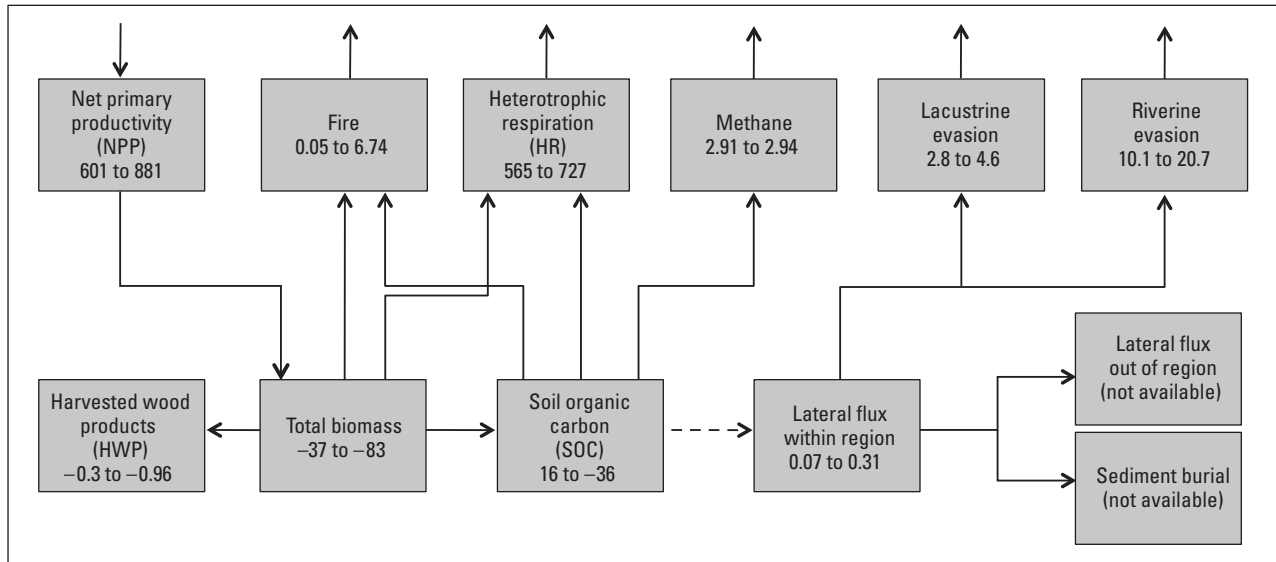 Net primary
productivity
(NPP)
601 to 881
Fire
0.05 to 6.74
Heterotrophic
respiration
(HR)
565 to 727
Methane
2.91 to 2.94
Lacustrine
evasion
2.8 to 4.6
Riverine
evasion
10.1 to 20.7
Harvested wood
products
(HWP)
−0.3 to −0.96
Total biomass
−37 to −83
Soil organic
carbon
(SOC)
16 to −36
Lateral flux
within region
0.07 to 0.31
Lateral flux
out of region
(not available)
Sediment burial
(not available)